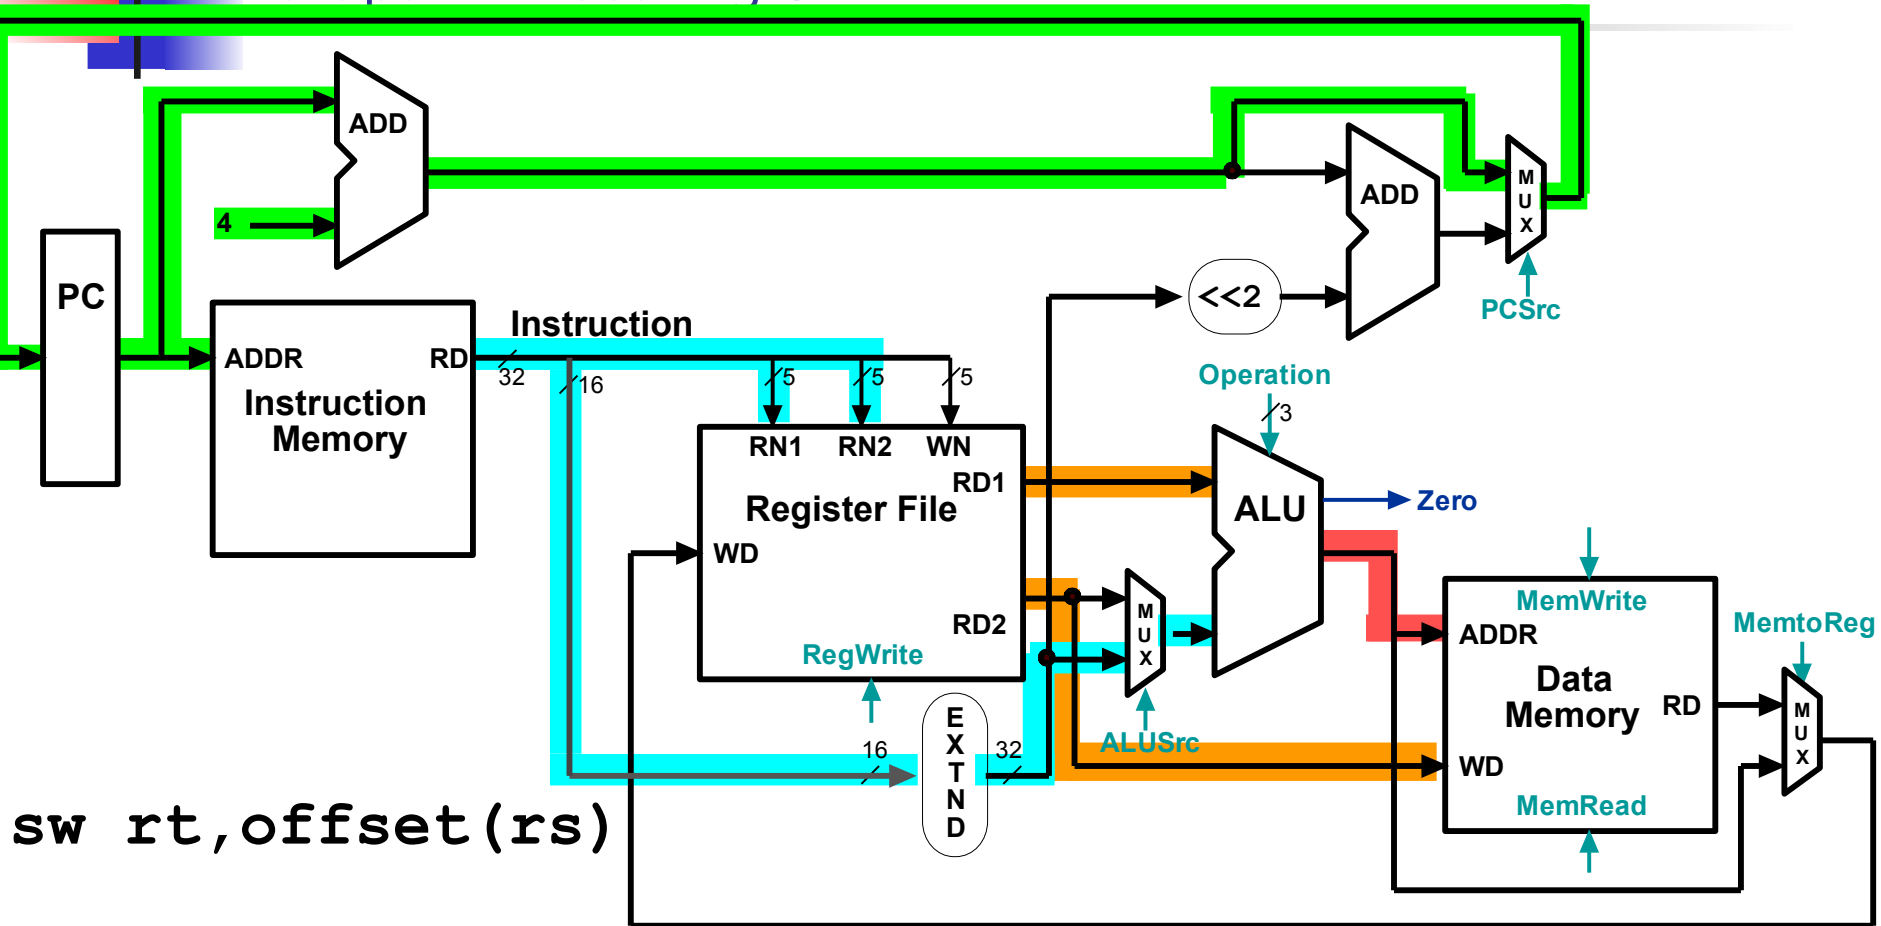 ADD
4
ADD
M
U
X
PCSrc
<<2
PC
Instruction
ADDR
RD
32
16
5
5
5
Instruction
Memory
Operation
3
RN1
RN2
WN
RD1
Register File
WD
RD2
RegWrite
ALU
Zero
M
U
X
ALUSrc
MemWrite
ADDR
Data
Memory
RD
WD
MemRead
MemtoReg
M
U
X
16
E
X
T
N
D
32
sw rt,offset(rs)